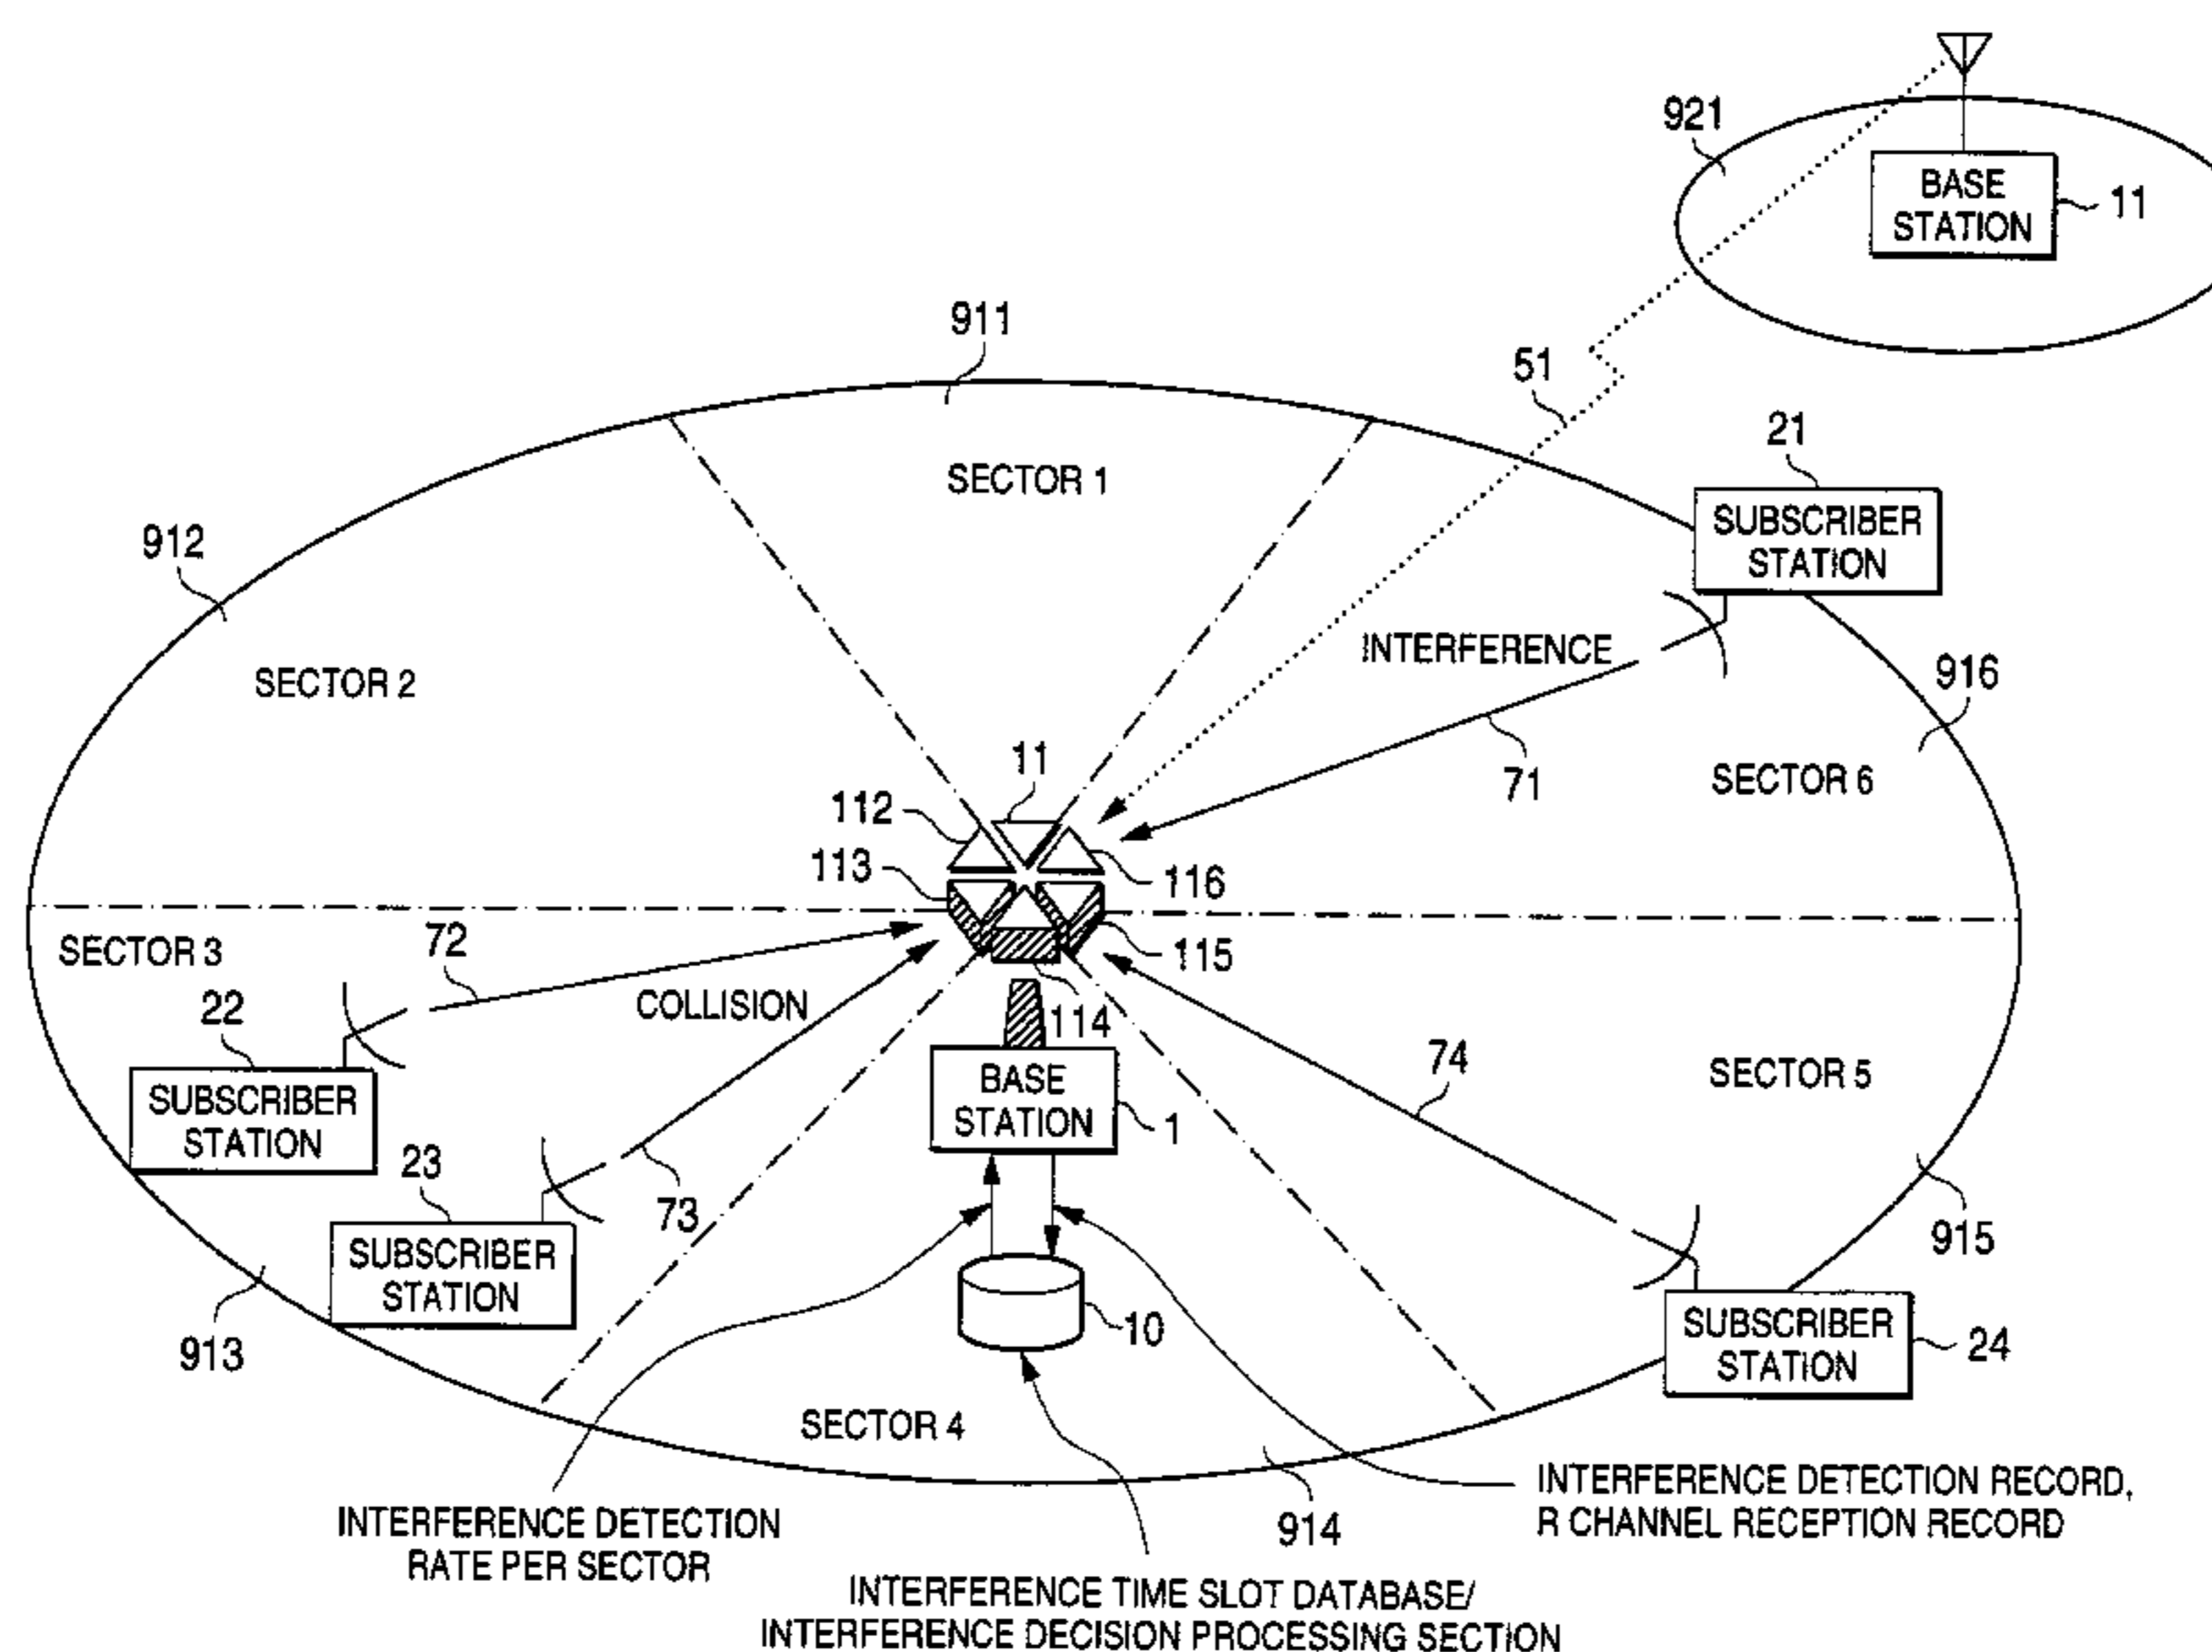 921
BASE
STATION
11
911
51
21
SECTOR 1
SUBSCRIBER
STATION
912
INTERFERENCE
916
SECTOR 2
71
SECTOR 6
11
112
113
116
SECTOR 3
72
115
22
COLLISION
114
SUBSCRIBER
STATION
BASE
STATION
1
74
SECTOR 5
23
73
SUBSCRIBER
STATION
915
913
10
SUBSCRIBER
STATION
24
SECTOR 4
INTERFERENCE DETECTION
RATE PER SECTOR
914
INTERFERENCE DETECTION RECORD,
R CHANNEL RECEPTION RECORD
INTERFERENCE TIME SLOT DATABASE/
INTERFERENCE DECISION PROCESSING SECTION